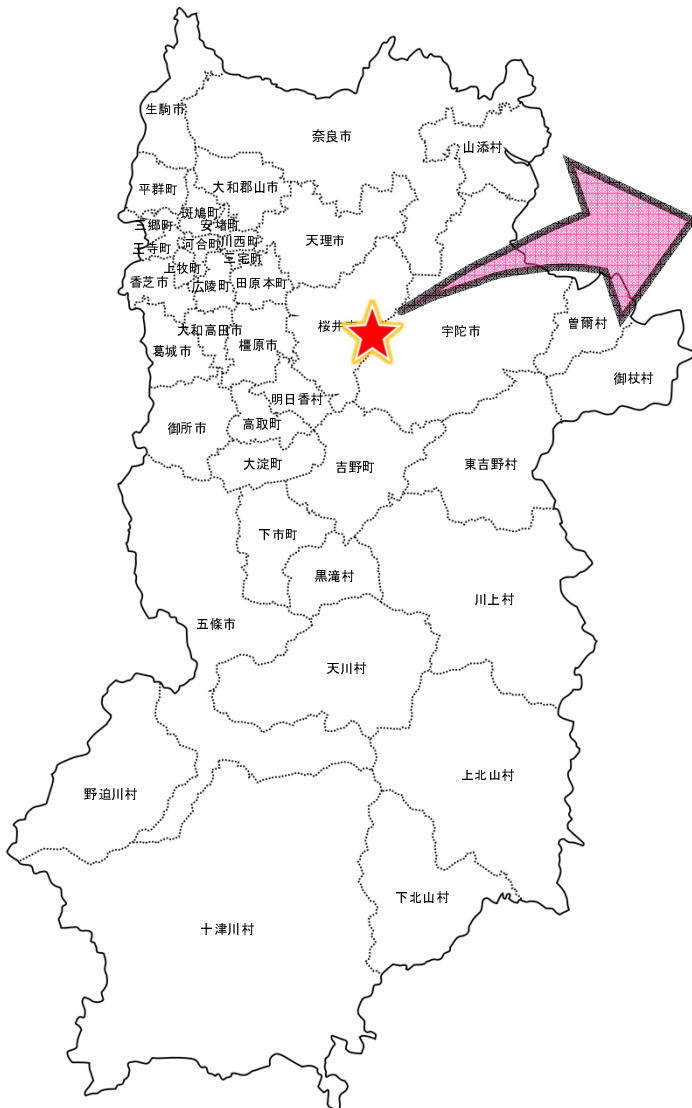 生駒市
奈良市
山添村
平群町
大和郡山市
斑鳩町
安堵町
三郷町
天理市
王寺町
河合町
川西町
三宅町
上牧町
香芝市
広陵町
田原本町
桜井市
宇陀市
曽爾村
大和高田市
橿原市
葛城市
御杖村
明日香村
御所市
高取町
大淀町
吉野町
東吉野村
下市町
黒滝村
川上村
五條市
天川村
上北山村
野迫川村
下北山村
十津川村